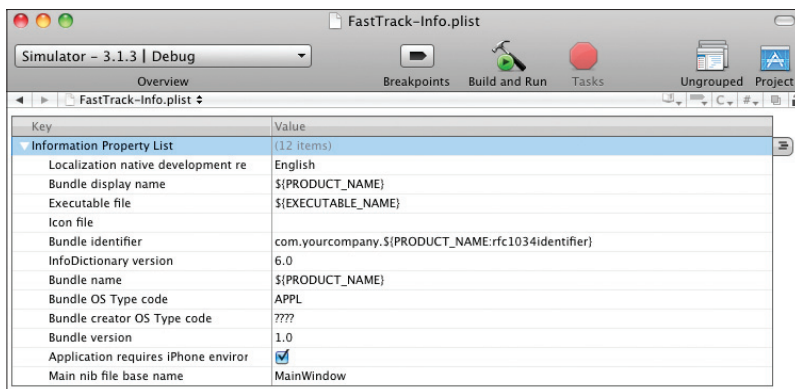 FastTrack-Info.plist
Simulator – 3.1.3 | Debug
Overview Breakpoints Build and Run Tasks Ungrouped Project
FastTrack-Info.plist
C #
Key Value
Information Property List (12 items)
Localization native development re English
Bundle display name ${PRODUCT_NAME}
Executable file ${EXECUTABLE_NAME}
Icon file
Bundle identifier com.yourcompany.${PRODUCT_NAME:rfc1034identifier}
InfoDictionary version 6.0
Bundle name ${PRODUCT_NAME}
Bundle OS Type code APPL
Bundle creator OS Type code ????
Bundle version 1.0
Application requires iPhone enviror
Main nib file base name MainWindow